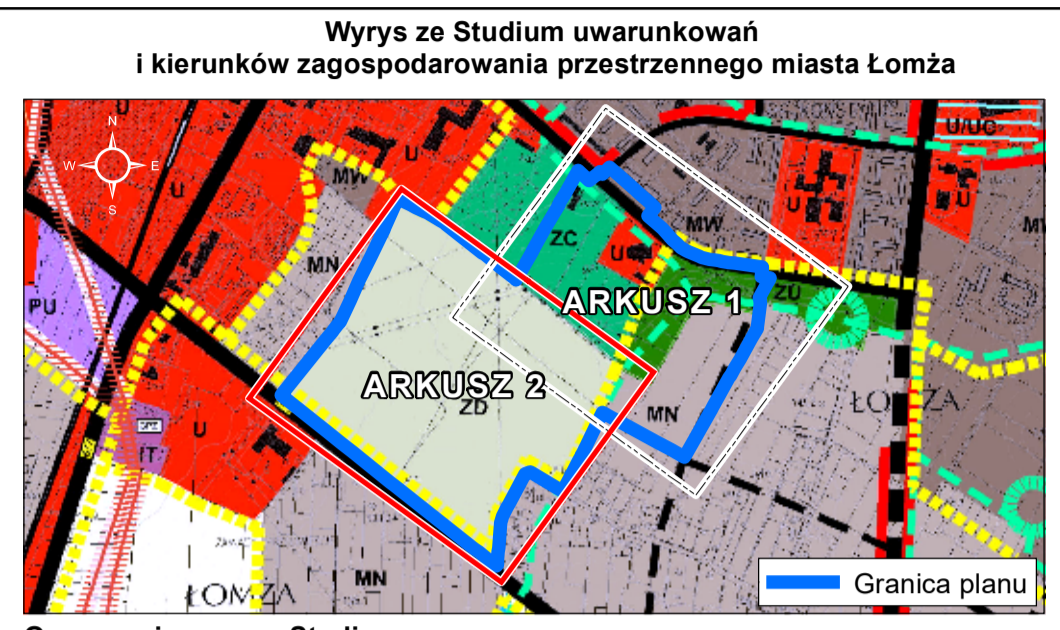 Wyrys ze Studium uwarunkowań
i kierunków zagospodarowania przestrzennego miasta Łomża
N
W E
S
U
U
MW
U
U/UC
U
U
MW
ZC
U
MN
ZU
PU
ARKUSZ 1
ARKUSZ 2
ZD
MN
ŁOMŻA
U
IT
MN
ŁOMŻA
Granica planu